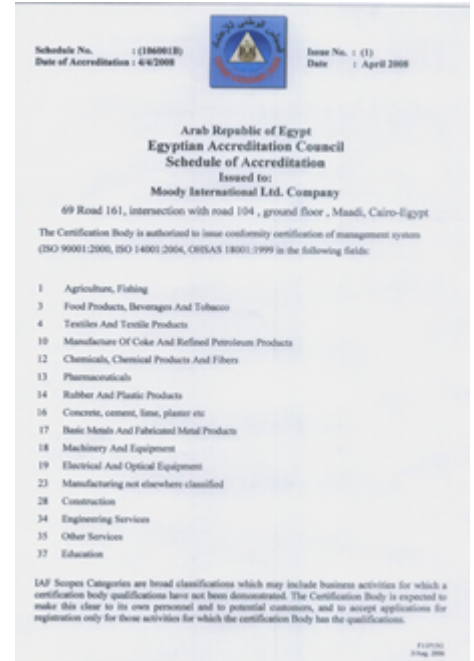 Schedule No. : (106001B)
Date of Accreditation : 4/4/2008
Issue No. : (1)
Date : April 2008
Arab Republic of Egypt
Egyptian Accreditation Council
Schedule of Accreditation
Issued to:
Moody International Ltd. Company
69 Road 161, intersection with road 104 , ground floor , Maadi, Cairo-Egypt
The Certification Body is authorized to issue conformity certification of management system
(ISO 90001:2000, ISO 14001:2004, OHSAS 18001:1999 in the following fields:
1 Agriculture, Fishing
3 Food Products, Beverages And Tobacco
4 Textiles And Textile Products
10 Manufacture Of Coke And Refined Petroleum Products
12 Chemicals, Chemical Products And Fibers
13 Pharmaceuticals
14 Rubber And Plastic Products
16 Concrete, cement, lime, plaster etc
17 Basic Metals And Fabricated Metal Products
18 Machinery And Equipment
19 Electrical And Optical Equipment
23 Manufacturing not elsewhere classified
28 Construction
34 Engineering Services
35 Other Services
37 Education
IAF Scopes Categories are broad classifications which may include business activities for which a
certification body qualifications have not been demonstrated. The Certification Body is expected to
make this clear to its own personnel and to potential customers, and to accept applications for
registration only for those activities for which the certification Body has the qualifications.